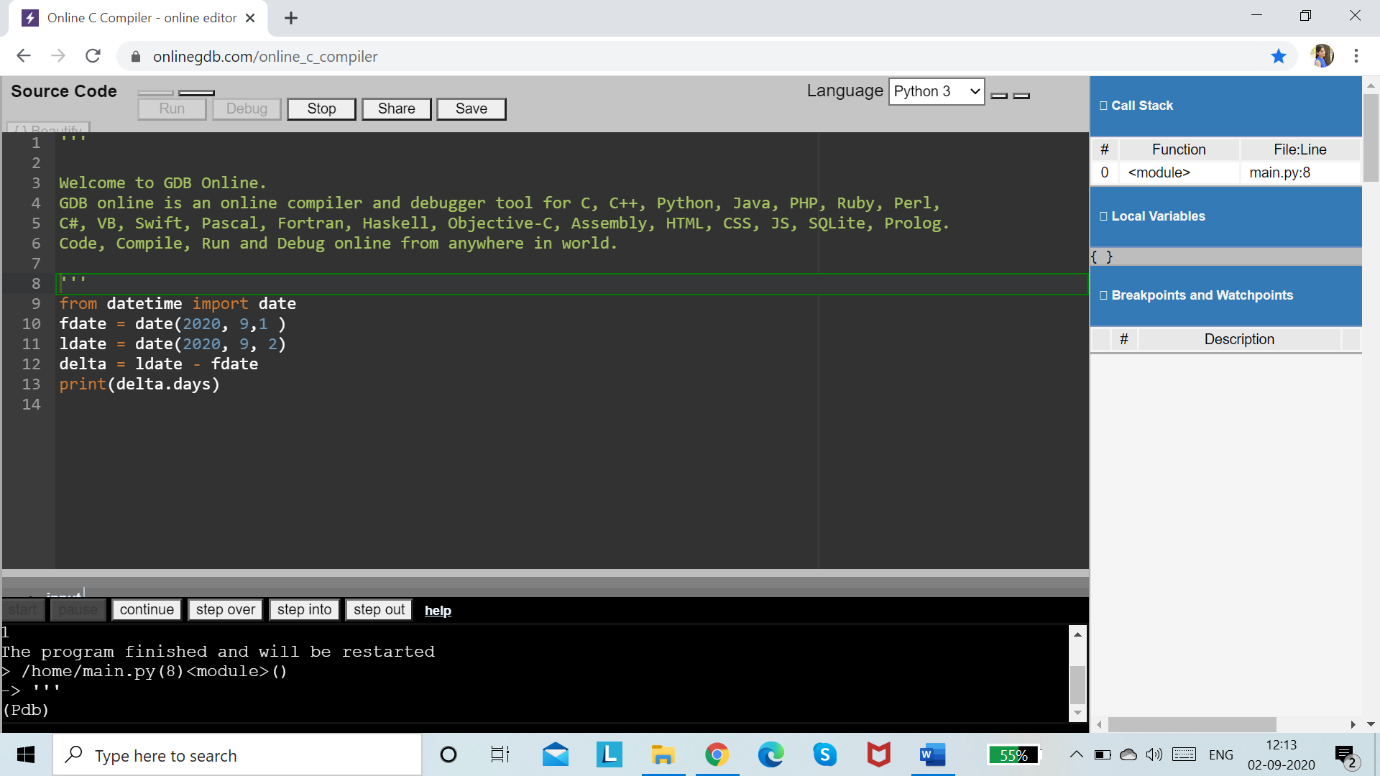 Online C Compiler - online editor
onlinegdb.com/online_c_compiler
Source Code
Run Debug Stop Share Save
Language Python 3
{ } Beautify
1 '''
2
3 Welcome to GDB Online.
4 GDB online is an online compiler and debugger tool for C, C++, Python, Java, PHP, Ruby, Perl,
5 C#, VB, Swift, Pascal, Fortran, Haskell, Objective-C, Assembly, HTML, CSS, JS, SQLite, Prolog.
6 Code, Compile, Run and Debug online from anywhere in world.
7
8 '''
9 from datetime import date
10 fdate = date(2020, 9,1 )
11 ldate = date(2020, 9, 2)
12 delta = ldate - fdate
13 print(delta.days)
14
Call Stack
# Function File:Line
0 <module> main.py:8
Local Variables
{ }
Breakpoints and Watchpoints
# Description
input
start pause continue step over step into step out help
1
The program finished and will be restarted
> /home/main.py(8)<module>()
-> '''
(Pdb)
Type here to search
55%
ENG
12:13
02-09-2020
2